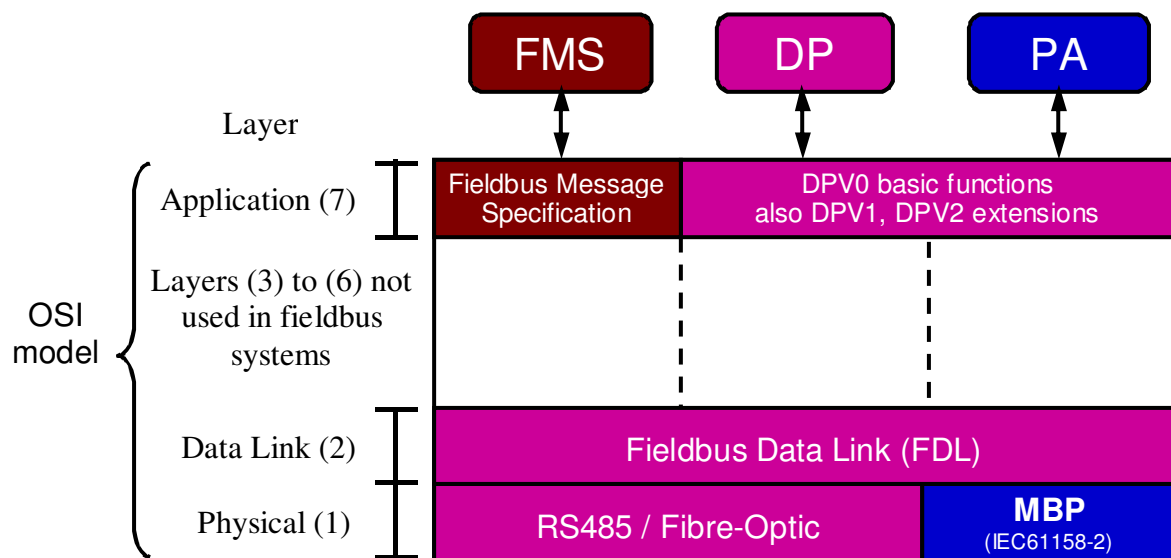 FMS
DP
PA
Layer
Application (7)
Fieldbus Message
Specification
DPV0 basic functions
also DPV1, DPV2 extensions
OSI
model
Layers (3) to (6) not
used in fieldbus
systems
Data Link (2)
Fieldbus Data Link (FDL)
Physical (1)
RS485 / Fibre-Optic
MBP
(IEC61158-2)